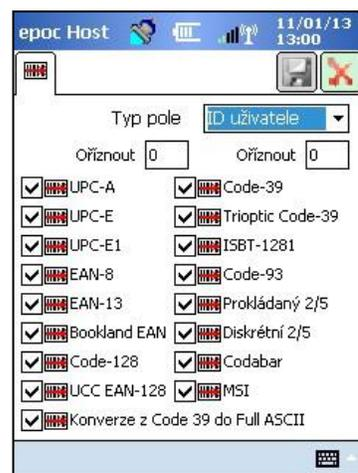 epoc Host 11/01/13 13:00
Typ pole ID uživatele
Oříznout 0 Oříznout 0
UPC-A Code-39
UPC-E Trioptic Code-39
UPC-E1 ISBT-1281
EAN-8 Code-93
EAN-13 Prokládaný 2/5
Bookland EAN Diskrétní 2/5
Code-128 Codabar
UCC EAN-128 MSI
Konverze z Code 39 do Full ASCII